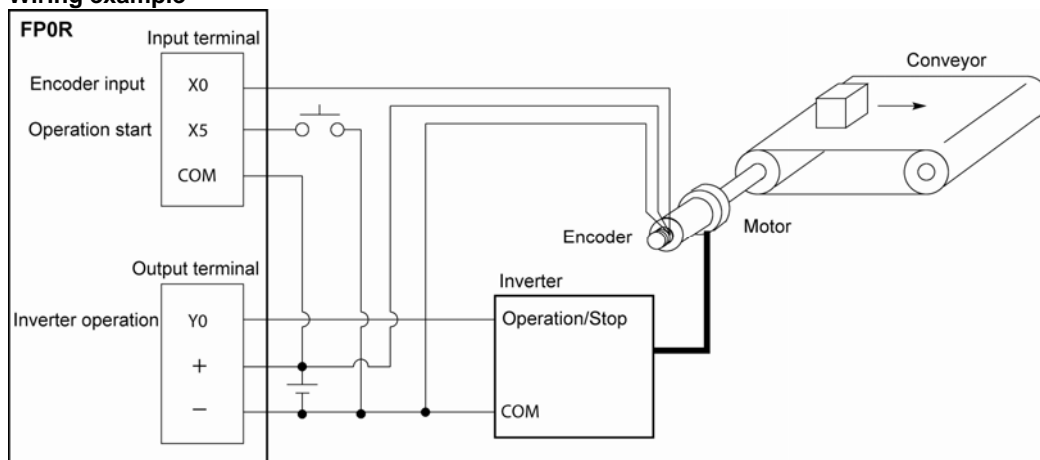 Wiring example
FP0R
Input terminal
Encoder input X0
Operation start X5
COM
Output terminal
Inverter operation Y0
+
−
Conveyor
Encoder
Motor
Inverter
Operation/Stop
COM